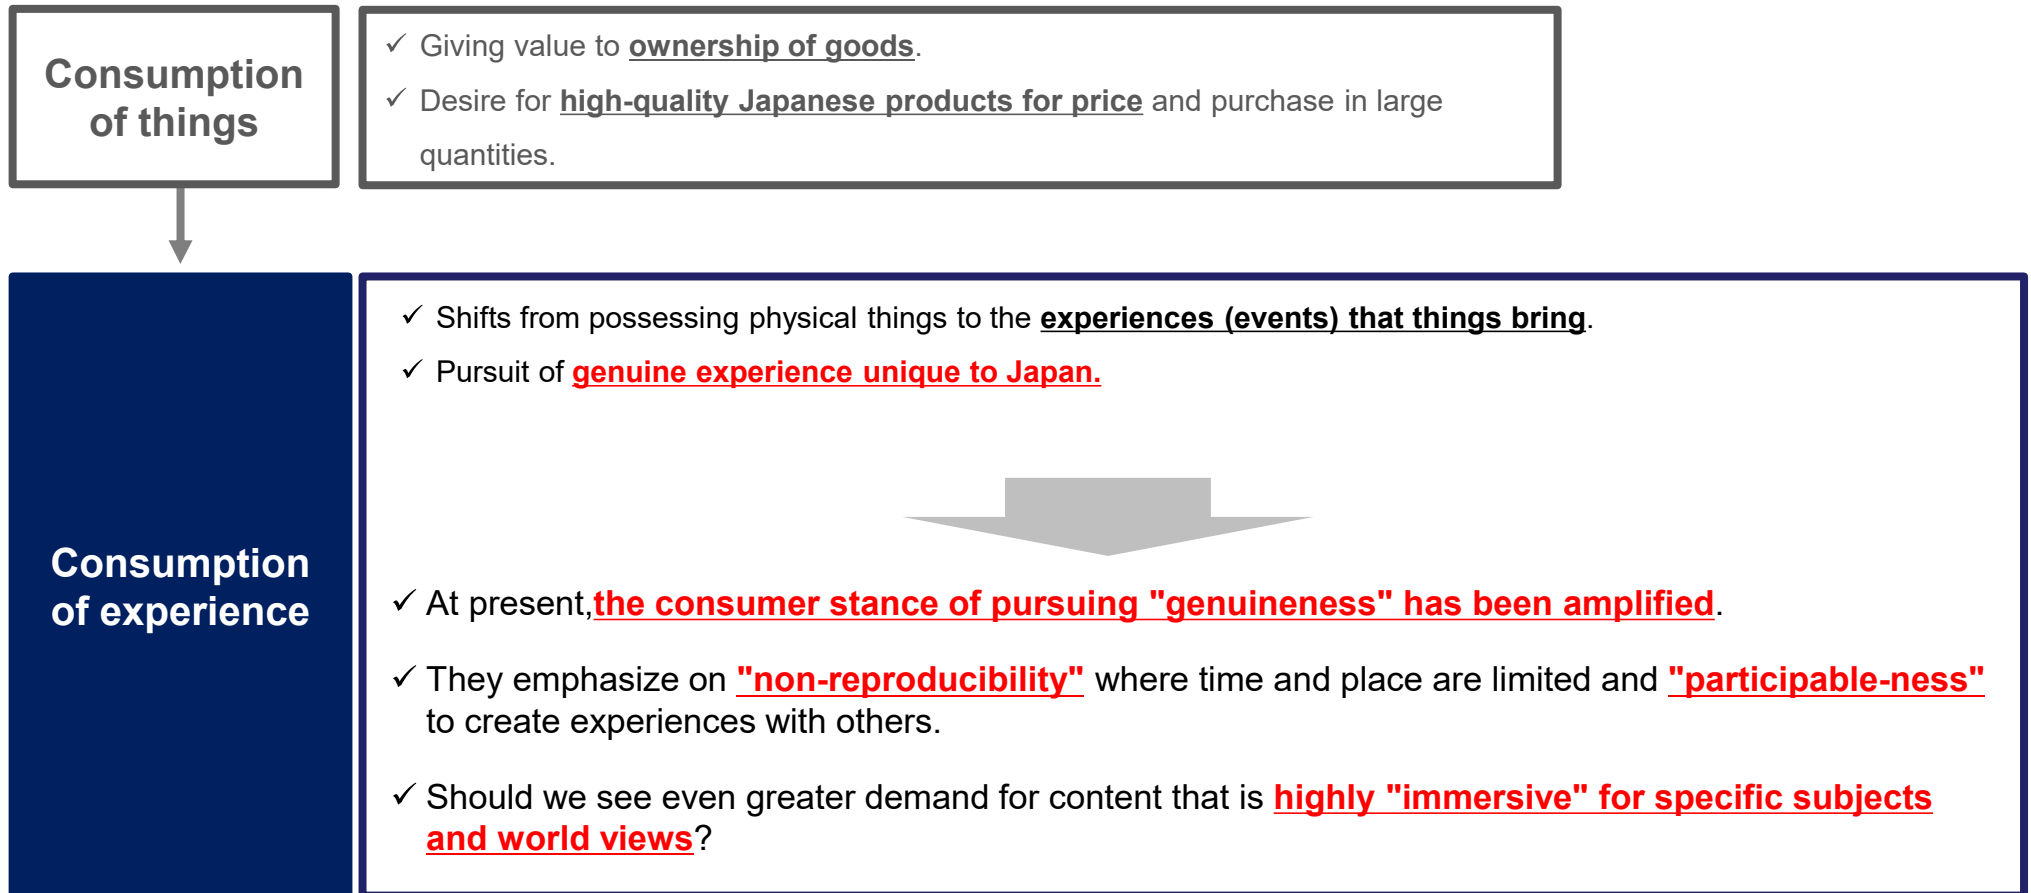 Consumption
of things
✓ Giving value to ownership of goods.
✓ Desire for high-quality Japanese products for price and purchase in large
quantities.
Consumption
of experience
✓ Shifts from possessing physical things to the experiences (events) that things bring.
✓ Pursuit of genuine experience unique to Japan.
✓ At present,the consumer stance of pursuing "genuineness" has been amplified.
✓ They emphasize on "non-reproducibility" where time and place are limited and "participable-ness"
to create experiences with others.
✓ Should we see even greater demand for content that is highly "immersive" for specific subjects
and world views?